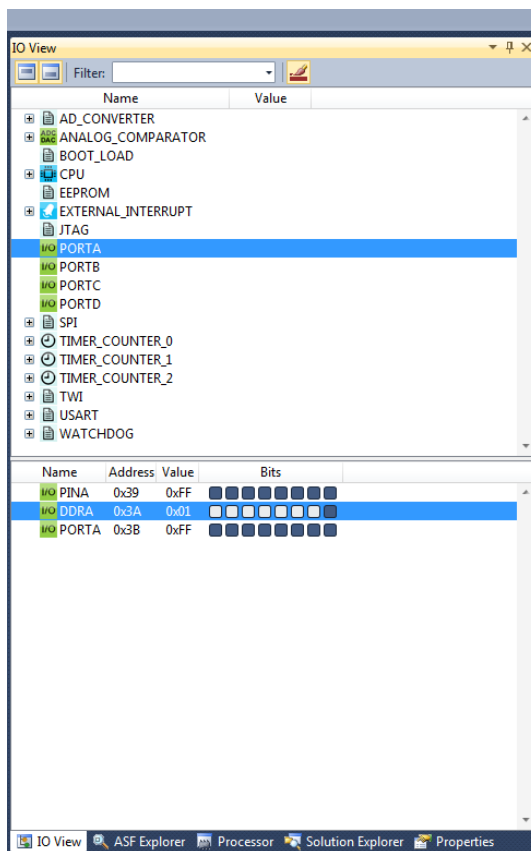 IO View
Filter:
Name Value
AD_CONVERTER
ADC DAC ANALOG_COMPARATOR
BOOT_LOAD
CPU
EEPROM
EXTERNAL_INTERRUPT
JTAG
I/O PORTA
I/O PORTB
I/O PORTC
I/O PORTD
SPI
TIMER_COUNTER_0
TIMER_COUNTER_1
TIMER_COUNTER_2
TWI
USART
WATCHDOG
Name Address Value Bits
I/O PINA 0x39 0xFF
I/O DDRA 0x3A 0x01
I/O PORTA 0x3B 0xFF
IO View ASF Explorer Processor Solution Explorer Properties